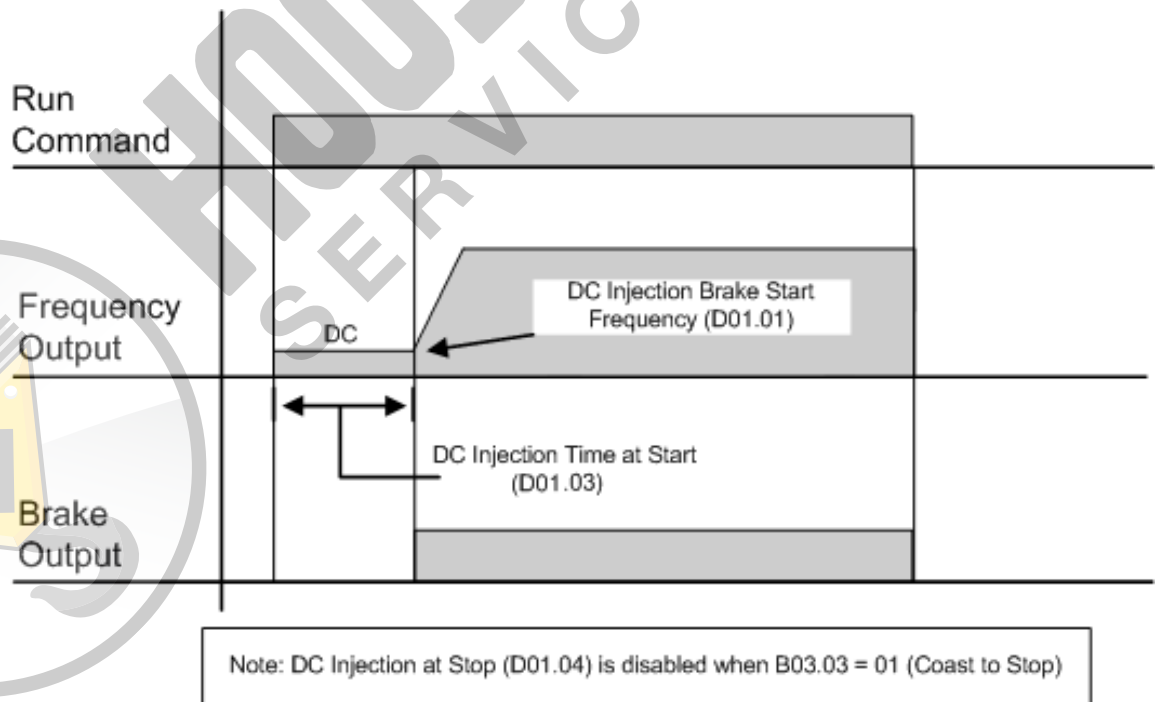 Run
Command
Frequency
Output
DC
DC Injection Brake Start
Frequency (D01.01)
DC Injection Time at Start
(D01.03)
Brake
Output
Note: DC Injection at Stop (D01.04) is disabled when B03.03 = 01 (Coast to Stop)